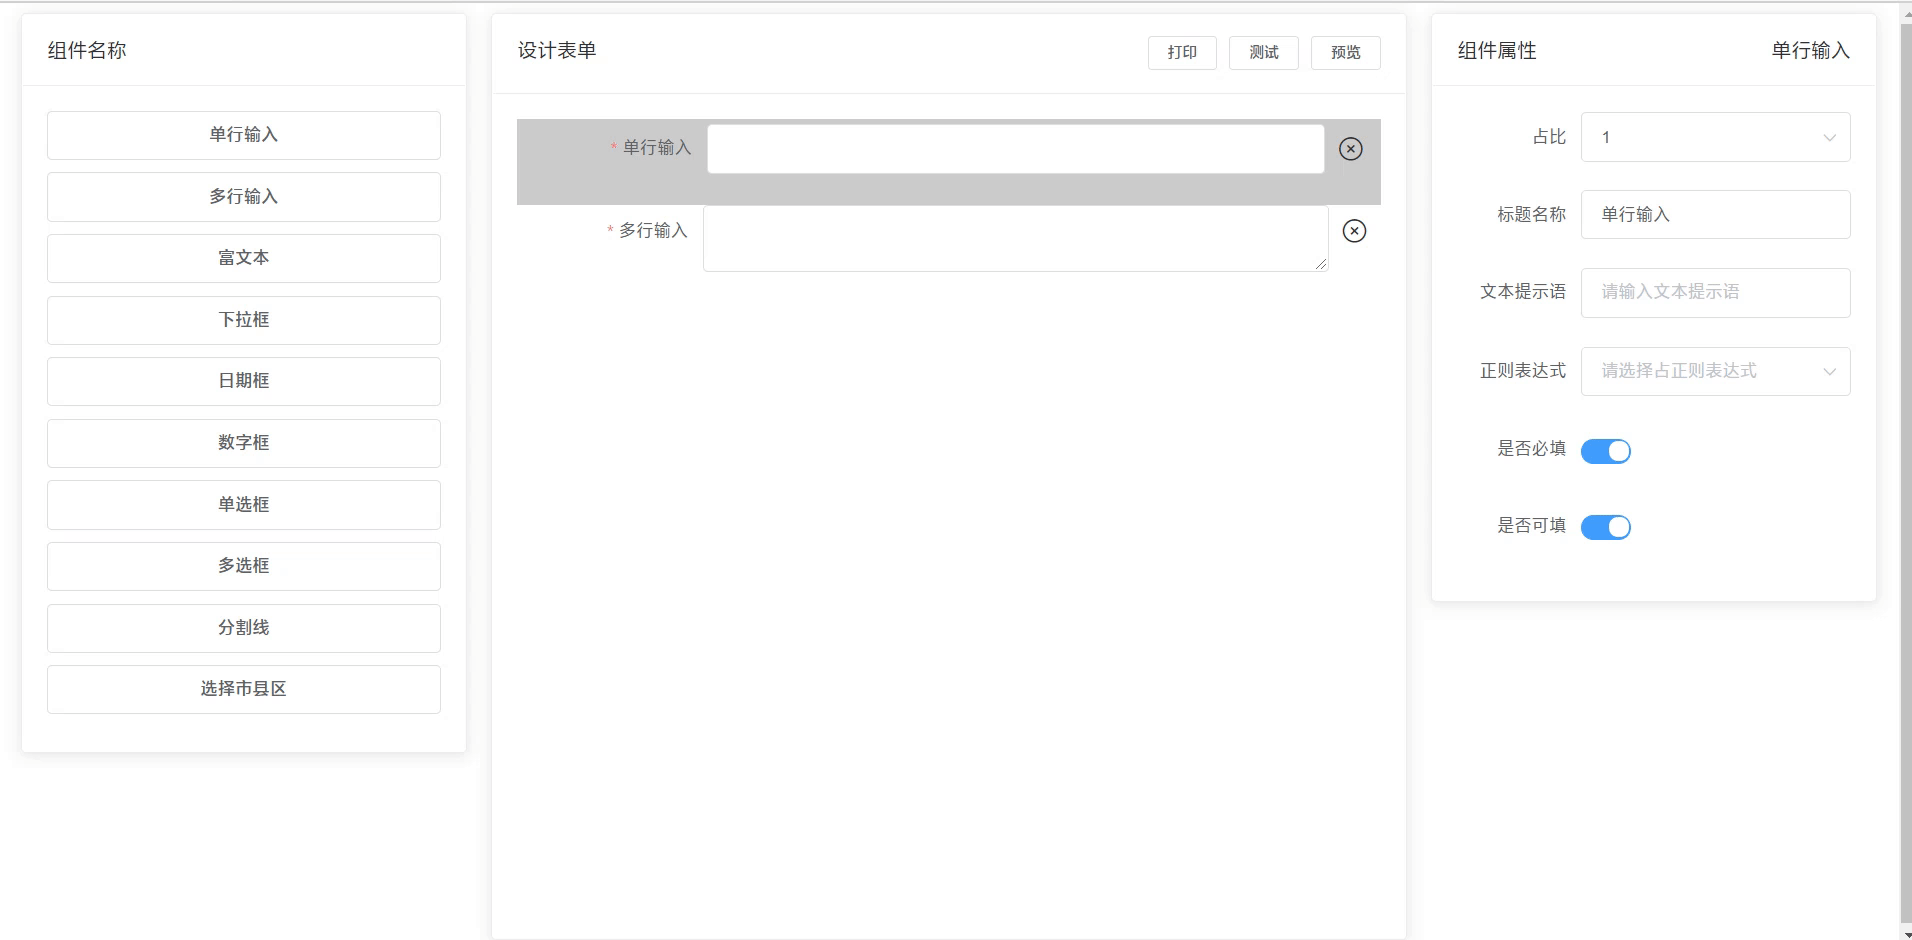 组件名称
单行输入
多行输入
富文本
下拉框
日期框
数字框
单选框
多选框
分割线
选择市县区
设计表单
打印 测试 预览
* 单行输入
* 多行输入
组件属性 单行输入
占比 1
标题名称 单行输入
文本提示语 请输入文本提示语
正则表达式 请选择占正则表达式
是否必填
是否可填